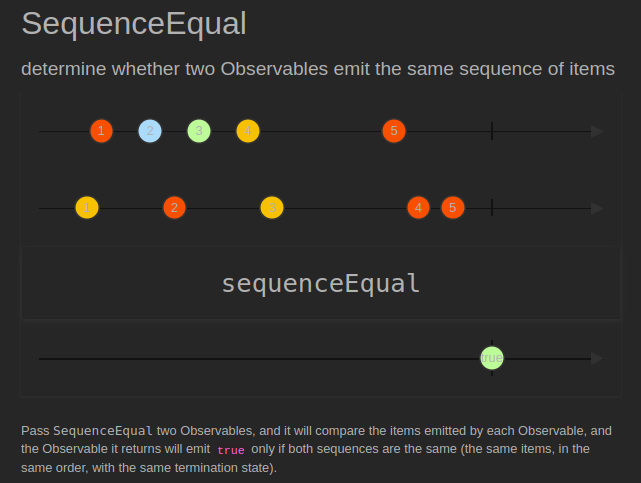 SequenceEqual
determine whether two Observables emit the same sequence of items
1 2 3 4 5
1 2 3 4 5
sequenceEqual
true
Pass SequenceEqual two Observables, and it will compare the items emitted by each Observable, and
the Observable it returns will emit true only if both sequences are the same (the same items, in the
same order, with the same termination state).